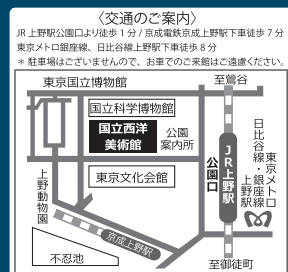 〈交通のご案内〉
JR 上野駅公園口より徒歩1分/京成電鉄京成上野駅下車徒歩7分
東京メトロ銀座線、日比谷線上野駅下車徒歩8分
＊ 駐車場はございませんので、お車でのご来館はご遠慮ください。
至鶯谷
東京国立博物館
国立科学博物館
国立西洋
美術館
公園
案内所
東京文化会館
公園口
JR上野駅
東京メトロ
日比谷線・銀座線
上野駅
上野動物園
京成上野駅
不忍池
至御徒町